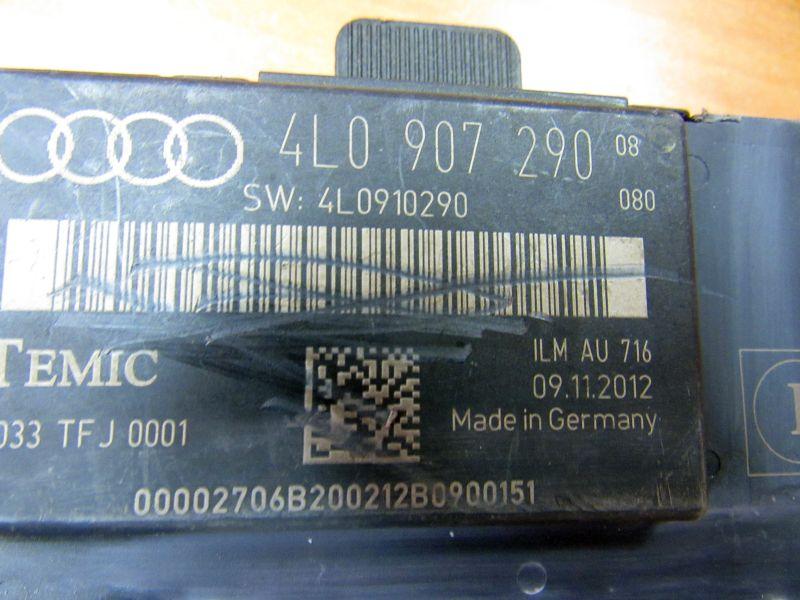 4L0 907 290 08
SW: 4L0910290 080
TEMIC
ILM AU 716
09.11.2012
033 TFJ 0001
Made in Germany
00002706B200212B0900151